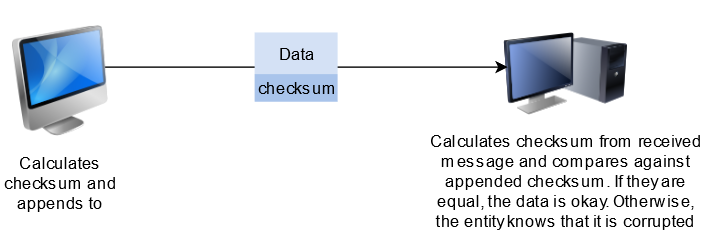 Data
checksum
Calculates
checksum and
appends to
Calculates checksum from received
message and compares against
appended checksum. If they are
equal, the data is okay. Otherwise,
the entity knows that it is corrupted